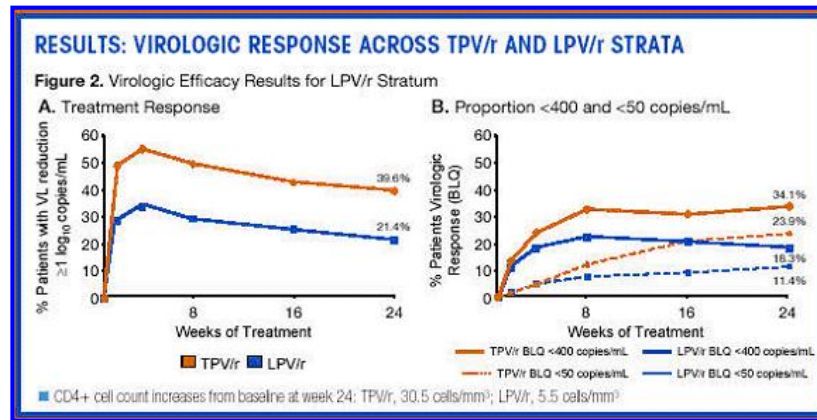 RESULTS: VIROLOGIC RESPONSE ACROSS TPV/r AND LPV/r STRATA
Figure 2. Virologic Efficacy Results for LPV/r Stratum
A. Treatment Response
% Patients with VL reduction
≥1 log10 copies/mL
60
50
40
30
20
10
0
39.6%
21.4%
8
16
24
Weeks of Treatment
TPV/r
LPV/r
B. Proportion <400 and <50 copies/mL
% Patients Virologic
Response (BLQ)
60
50
40
30
20
10
0
34.1%
23.9%
18.3%
11.4%
8
16
24
Weeks of Treatment
TPV/r BLQ <400 copies/mL
LPV/r BLQ <400 copies/mL
TPV/r BLQ <50 copies/mL
LPV/r BLQ <50 copies/mL
CD4+ cell count increases from baseline at week 24: TPV/r, 30.5 cells/mm³; LPV/r, 5.5 cells/mm³